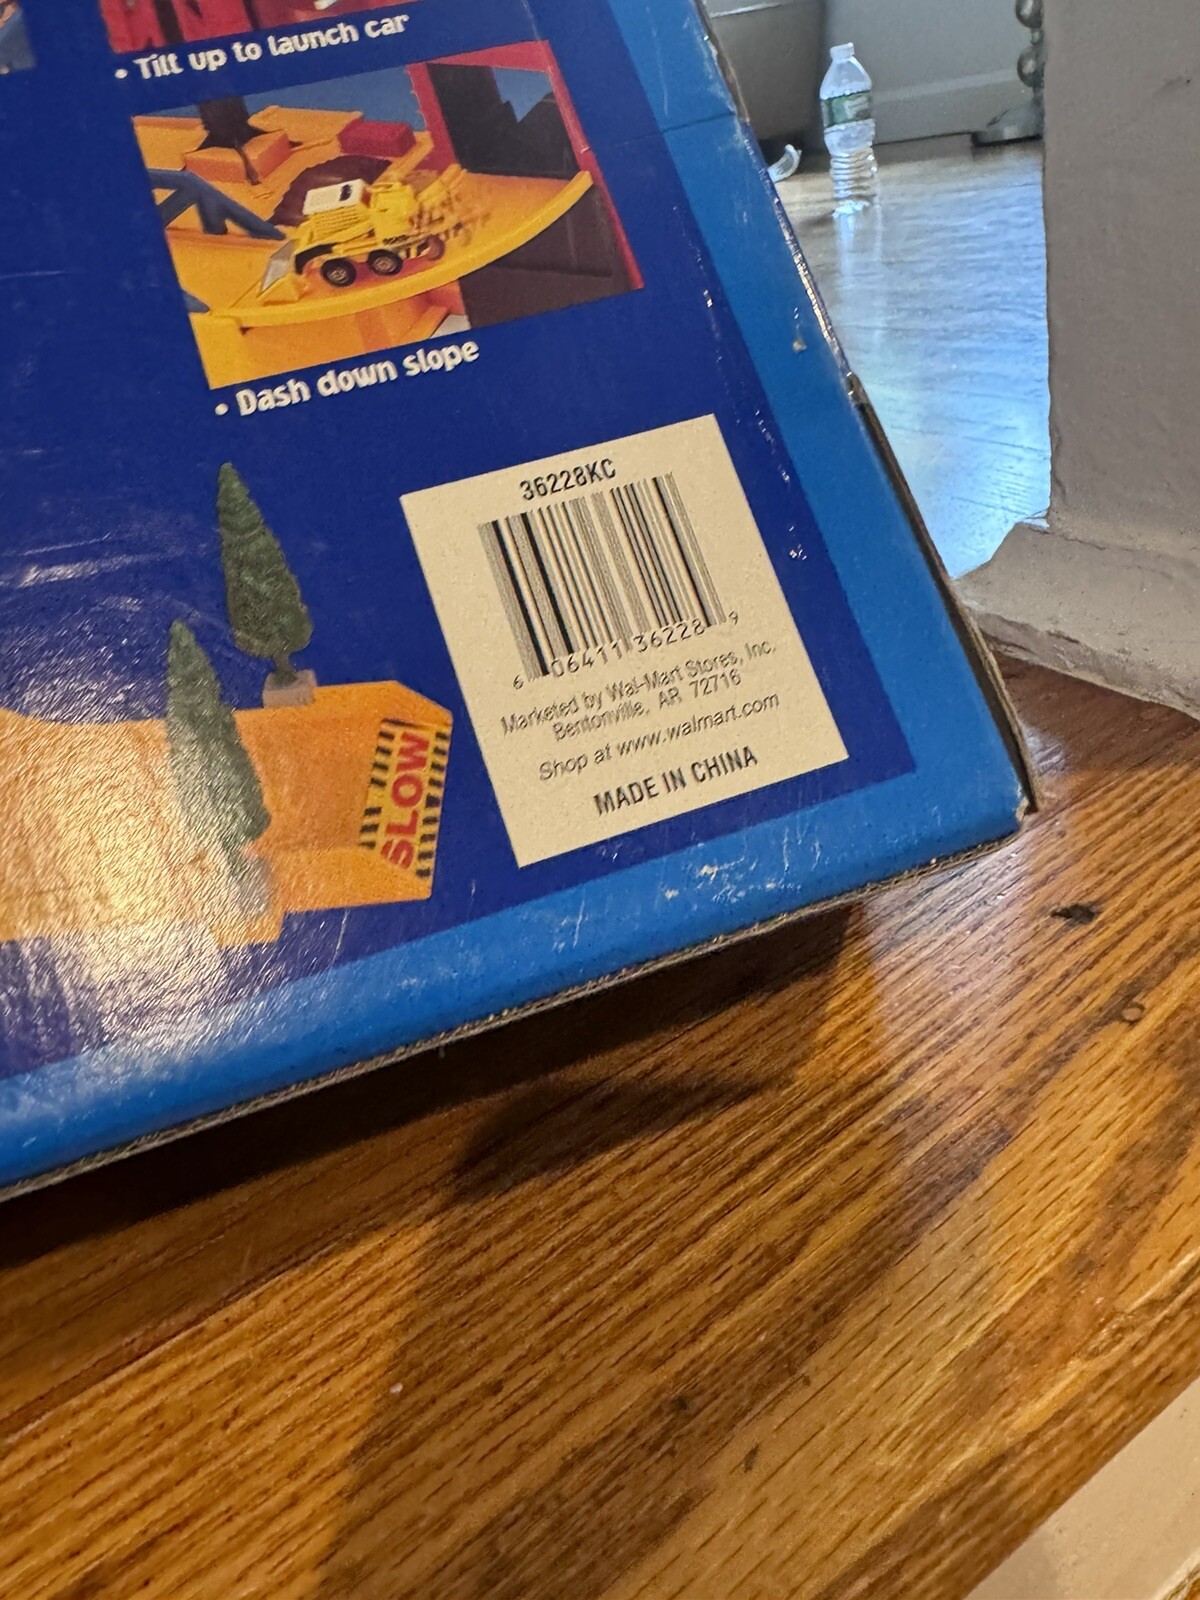 • Tilt up to launch car
• Dash down slope
36228KC
6 06411 36228 9
Marketed by Wal-Mart Stores, Inc.
Bentonville, AR 72716
Shop at www.walmart.com
MADE IN CHINA
SLOW